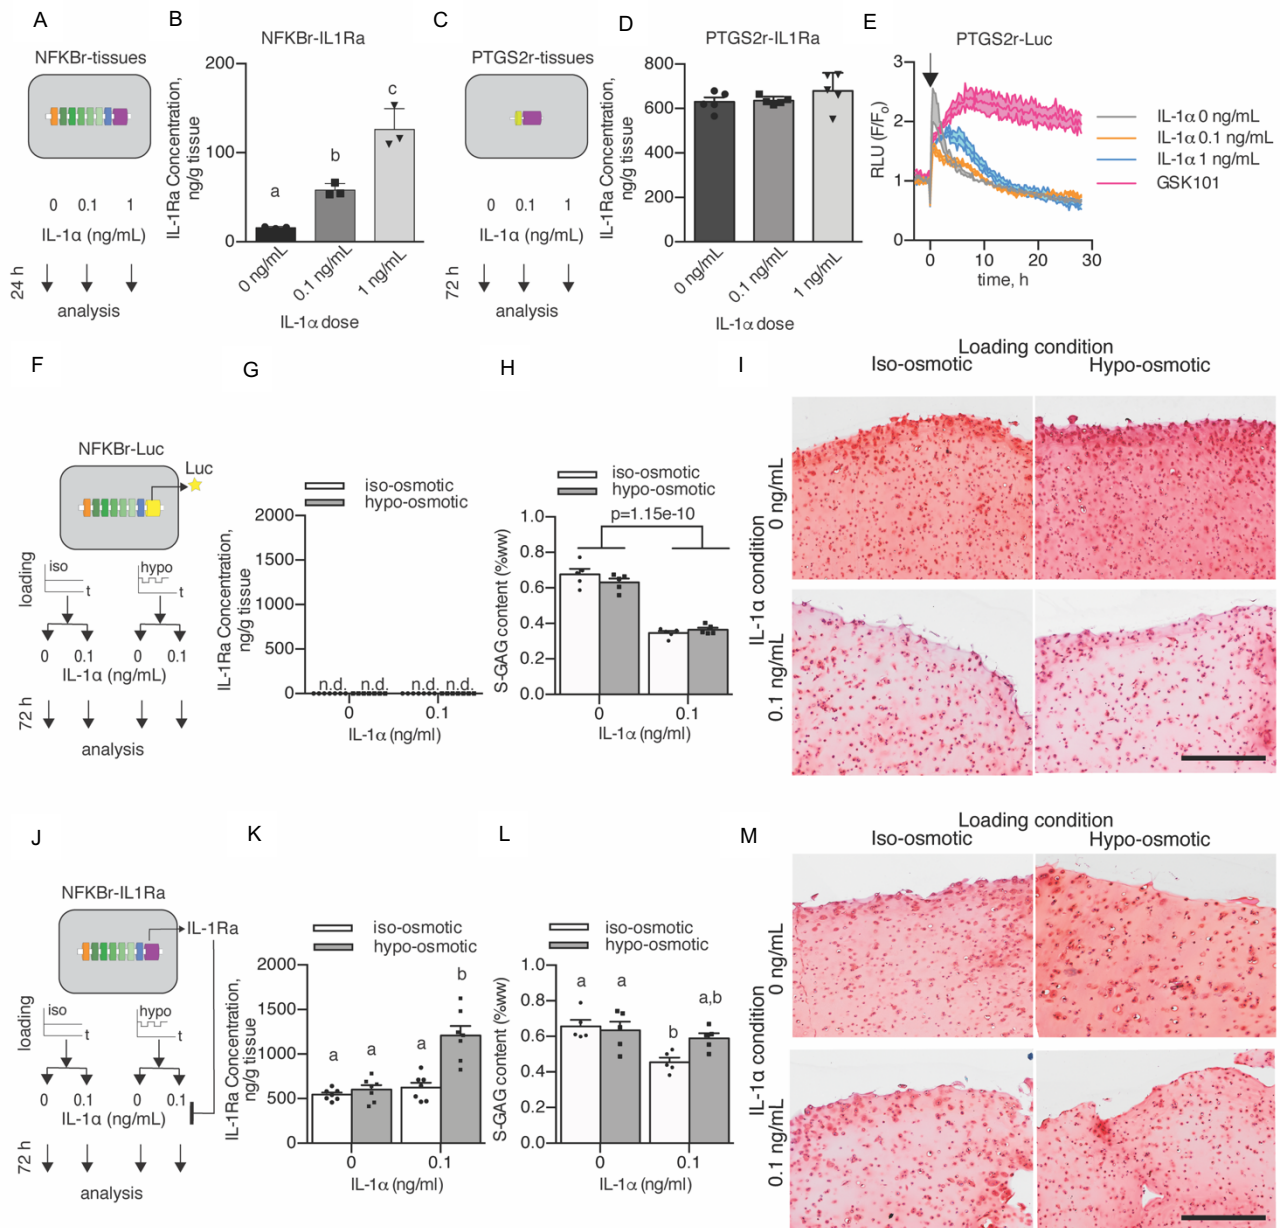 A
NFKBr-tissues
0 0.1 1
IL-1α (ng/mL)
24 h
analysis
B
NFKBr-IL1Ra
IL-1Ra Concentration,
ng/g tissue
200
100
0
a
b
c
0 ng/mL
0.1 ng/mL
1 ng/mL
IL-1α dose
C
PTGS2r-tissues
0 0.1 1
IL-1α (ng/mL)
72 h
analysis
D
PTGS2r-IL1Ra
IL-1Ra Concentration,
ng/g tissue
800
600
400
200
0
0 ng/mL
0.1 ng/mL
1 ng/mL
IL-1α dose
E
PTGS2r-Luc
RLU (F/Fo)
3
2
1
0
0 10 20 30
time, h
IL-1α 0 ng/mL
IL-1α 0.1 ng/mL
IL-1α 1 ng/mL
GSK101
F
NFKBr-Luc
Luc
loading
iso
t
hypo
t
0 0.1 0 0.1
IL-1α (ng/mL)
72 h
analysis
G
iso-osmotic
hypo-osmotic
IL-1Ra Concentration,
ng/g tissue
2000
1500
1000
500
0
n.d. n.d. n.d. n.d.
0 0.1
IL-1α (ng/ml)
H
iso-osmotic
hypo-osmotic
p=1.15e-10
S-GAG content (%ww)
1.0
0.8
0.6
0.4
0.2
0.0
0 0.1
IL-1α (ng/ml)
I
Loading condition
Iso-osmotic Hypo-osmotic
IL-1α condition
0 ng/mL
0.1 ng/mL
J
NFKBr-IL1Ra
IL-1Ra
loading
iso
t
hypo
t
0 0.1 0 0.1
IL-1α (ng/mL)
72 h
analysis
K
iso-osmotic
hypo-osmotic
IL-1Ra Concentration,
ng/g tissue
2000
1500
1000
500
0
a a a b
0 0.1
IL-1α (ng/ml)
L
iso-osmotic
hypo-osmotic
S-GAG content (%ww)
1.0
0.8
0.6
0.4
0.2
0.0
a a b a,b
0 0.1
IL-1α (ng/ml)
M
Loading condition
Iso-osmotic Hypo-osmotic
IL-1α condition
0 ng/mL
0.1 ng/mL